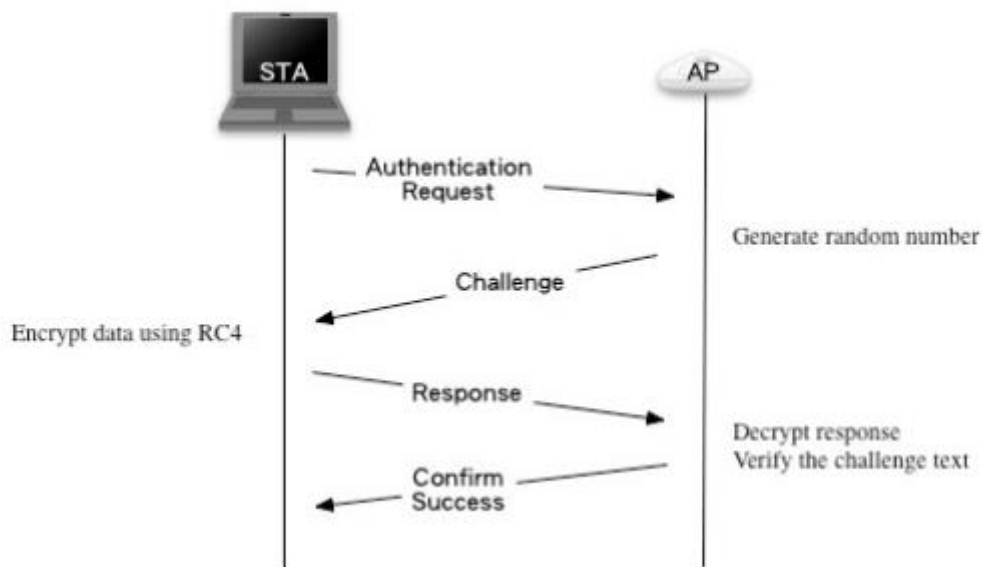 STA
AP
Authentication
Request
Generate random number
Challenge
Encrypt data using RC4
Response
Decrypt response
Verify the challenge text
Confirm
Success